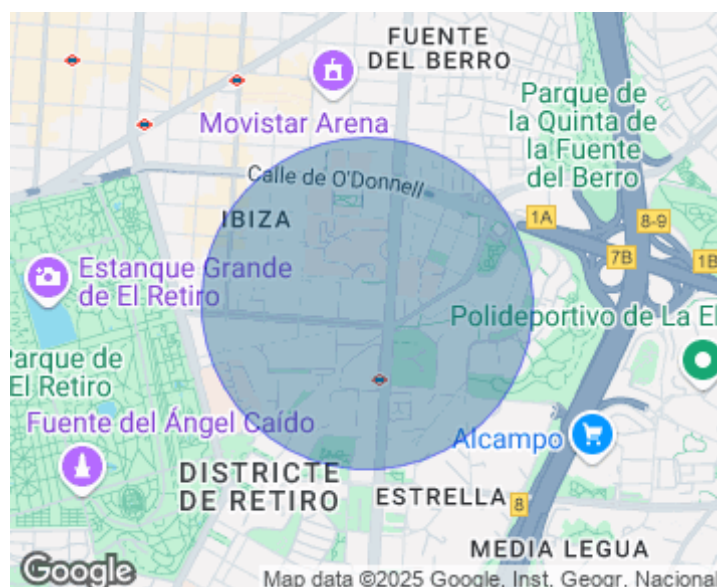 FUENTE
DEL BERRO
Movistar Arena
Parque de
la Quinta de
la Fuente
del Berro
Calle de O'Donnell
IBIZA
1A
8-9
7B
1B
Estanque Grande
de El Retiro
Polideportivo de La El
Parque de
El Retiro
Fuente del Ángel Caído
Alcampo
DISTRICTE
DE RETIRO
ESTRELLA
8
MEDIA LEGUA
Google
Map data ©2025 Google, Inst. Geogr. Nacional